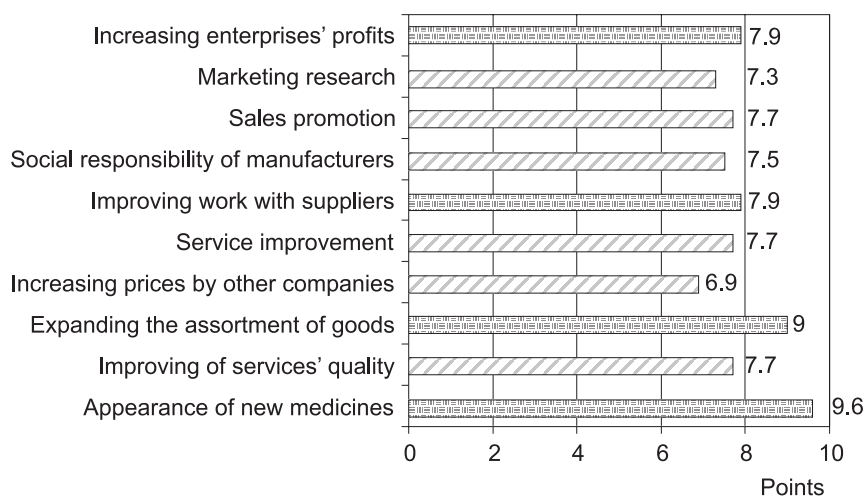 Increasing enterprises’ profits 7.9
Marketing research 7.3
Sales promotion 7.7
Social responsibility of manufacturers 7.5
Improving work with suppliers 7.9
Service improvement 7.7
Increasing prices by other companies 6.9
Expanding the assortment of goods 9
Improving of services’ quality 7.7
Appearance of new medicines 9.6
0 2 4 6 8 10
Points